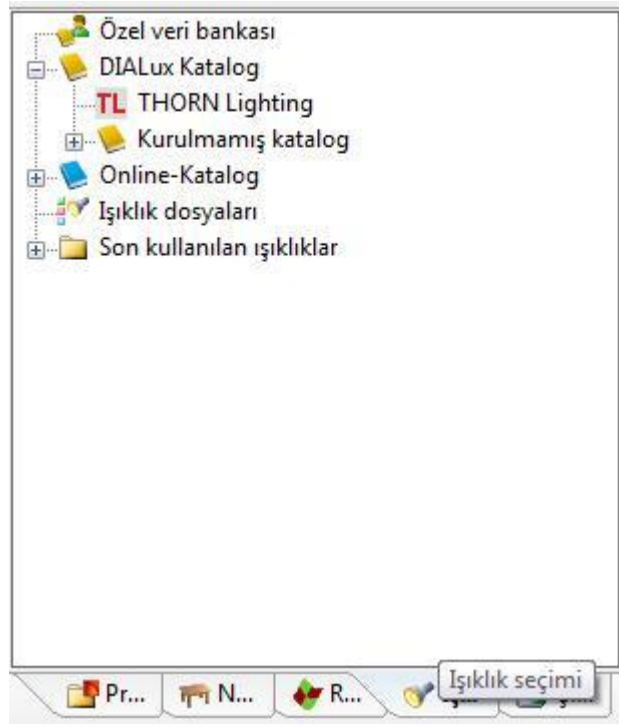 Özel veri bankası
DIALux Katalog
TL THORN Lighting
Kurulmamış katalog
Online-Katalog
Işıklık dosyaları
Son kullanılan ışıklıklar
Işıklık seçimi
Pr... N... R...